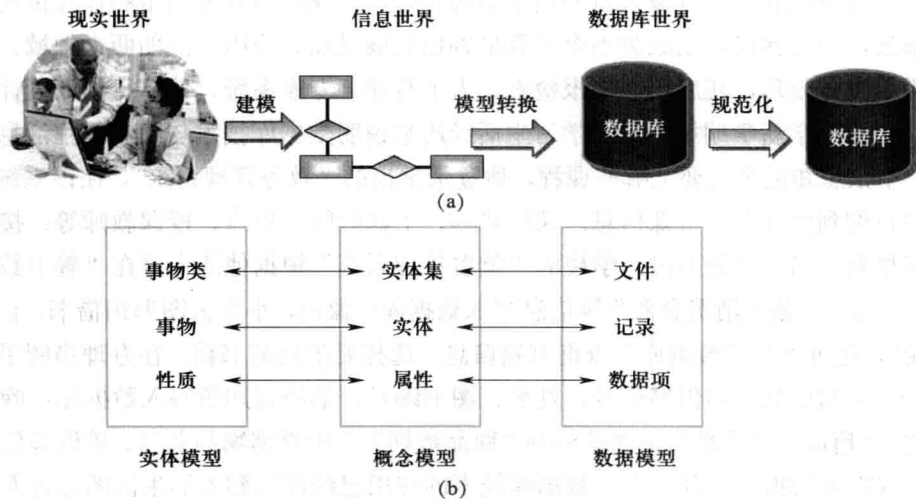 现实世界 信息世界 数据库世界
建模 模型转换 规范化
数据库 数据库
(a)
事物类 实体集 文件
事物 实体 记录
性质 属性 数据项
实体模型 概念模型 数据模型
(b)